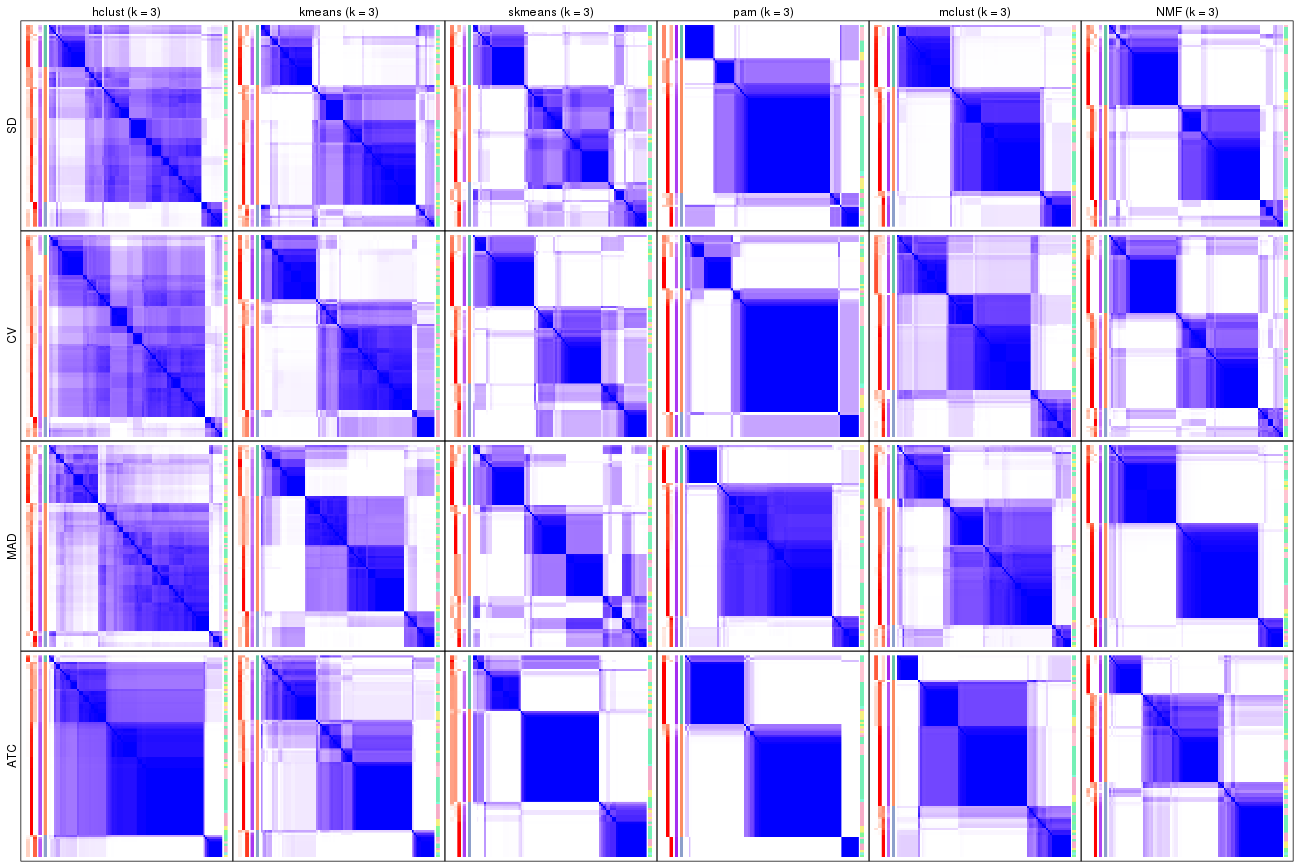 hclust (k = 3) kmeans (k = 3) skmeans (k = 3) pam (k = 3) mclust (k = 3) NMF (k = 3)
SD
CV
MAD
ATC